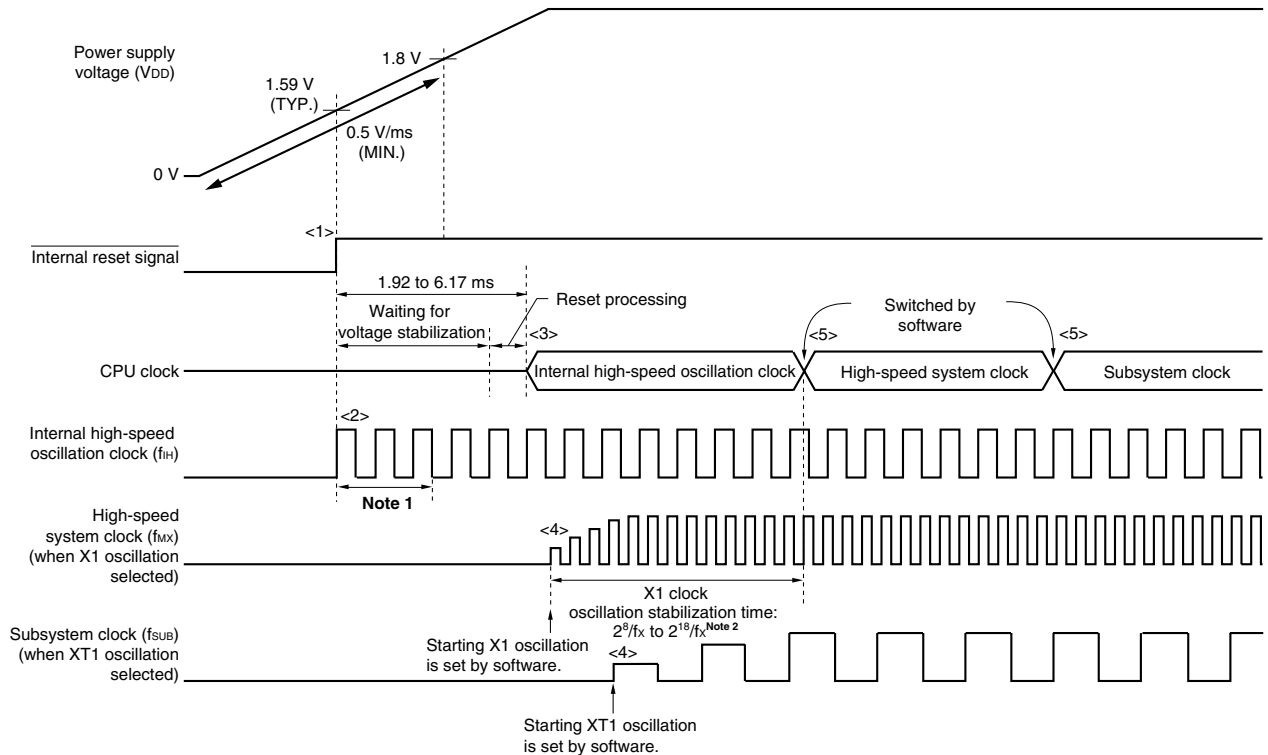 Power supply
voltage (VDD)
1.8 V
1.59 V
(TYP.)
0.5 V/ms
(MIN.)
0 V
<1>
Internal reset signal
1.92 to 6.17 ms
Reset processing
Waiting for
voltage stabilization
Switched by
software
<3>
<5>
<5>
CPU clock
Internal high-speed oscillation clock
High-speed system clock
Subsystem clock
<2>
Internal high-speed
oscillation clock (fIH)
Note 1
High-speed
system clock (fMX)
(when X1 oscillation
selected)
<4>
X1 clock
oscillation stabilization time:
2^8/fX to 2^18/fX Note 2
Starting X1 oscillation
is set by software.
Subsystem clock (fSUB)
(when XT1 oscillation
selected)
<4>
Starting XT1 oscillation
is set by software.